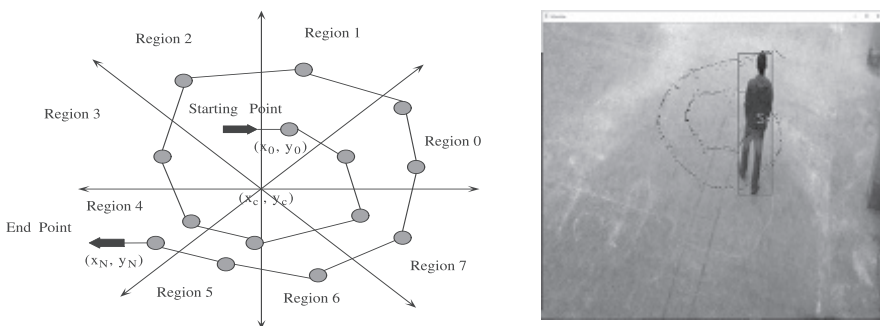 Region 2
Region 1
Region 3
Starting Point
(x0, y0)
Region 0
(xc, yc)
Region 4
End Point
(xN, yN)
Region 5
Region 6
Region 7